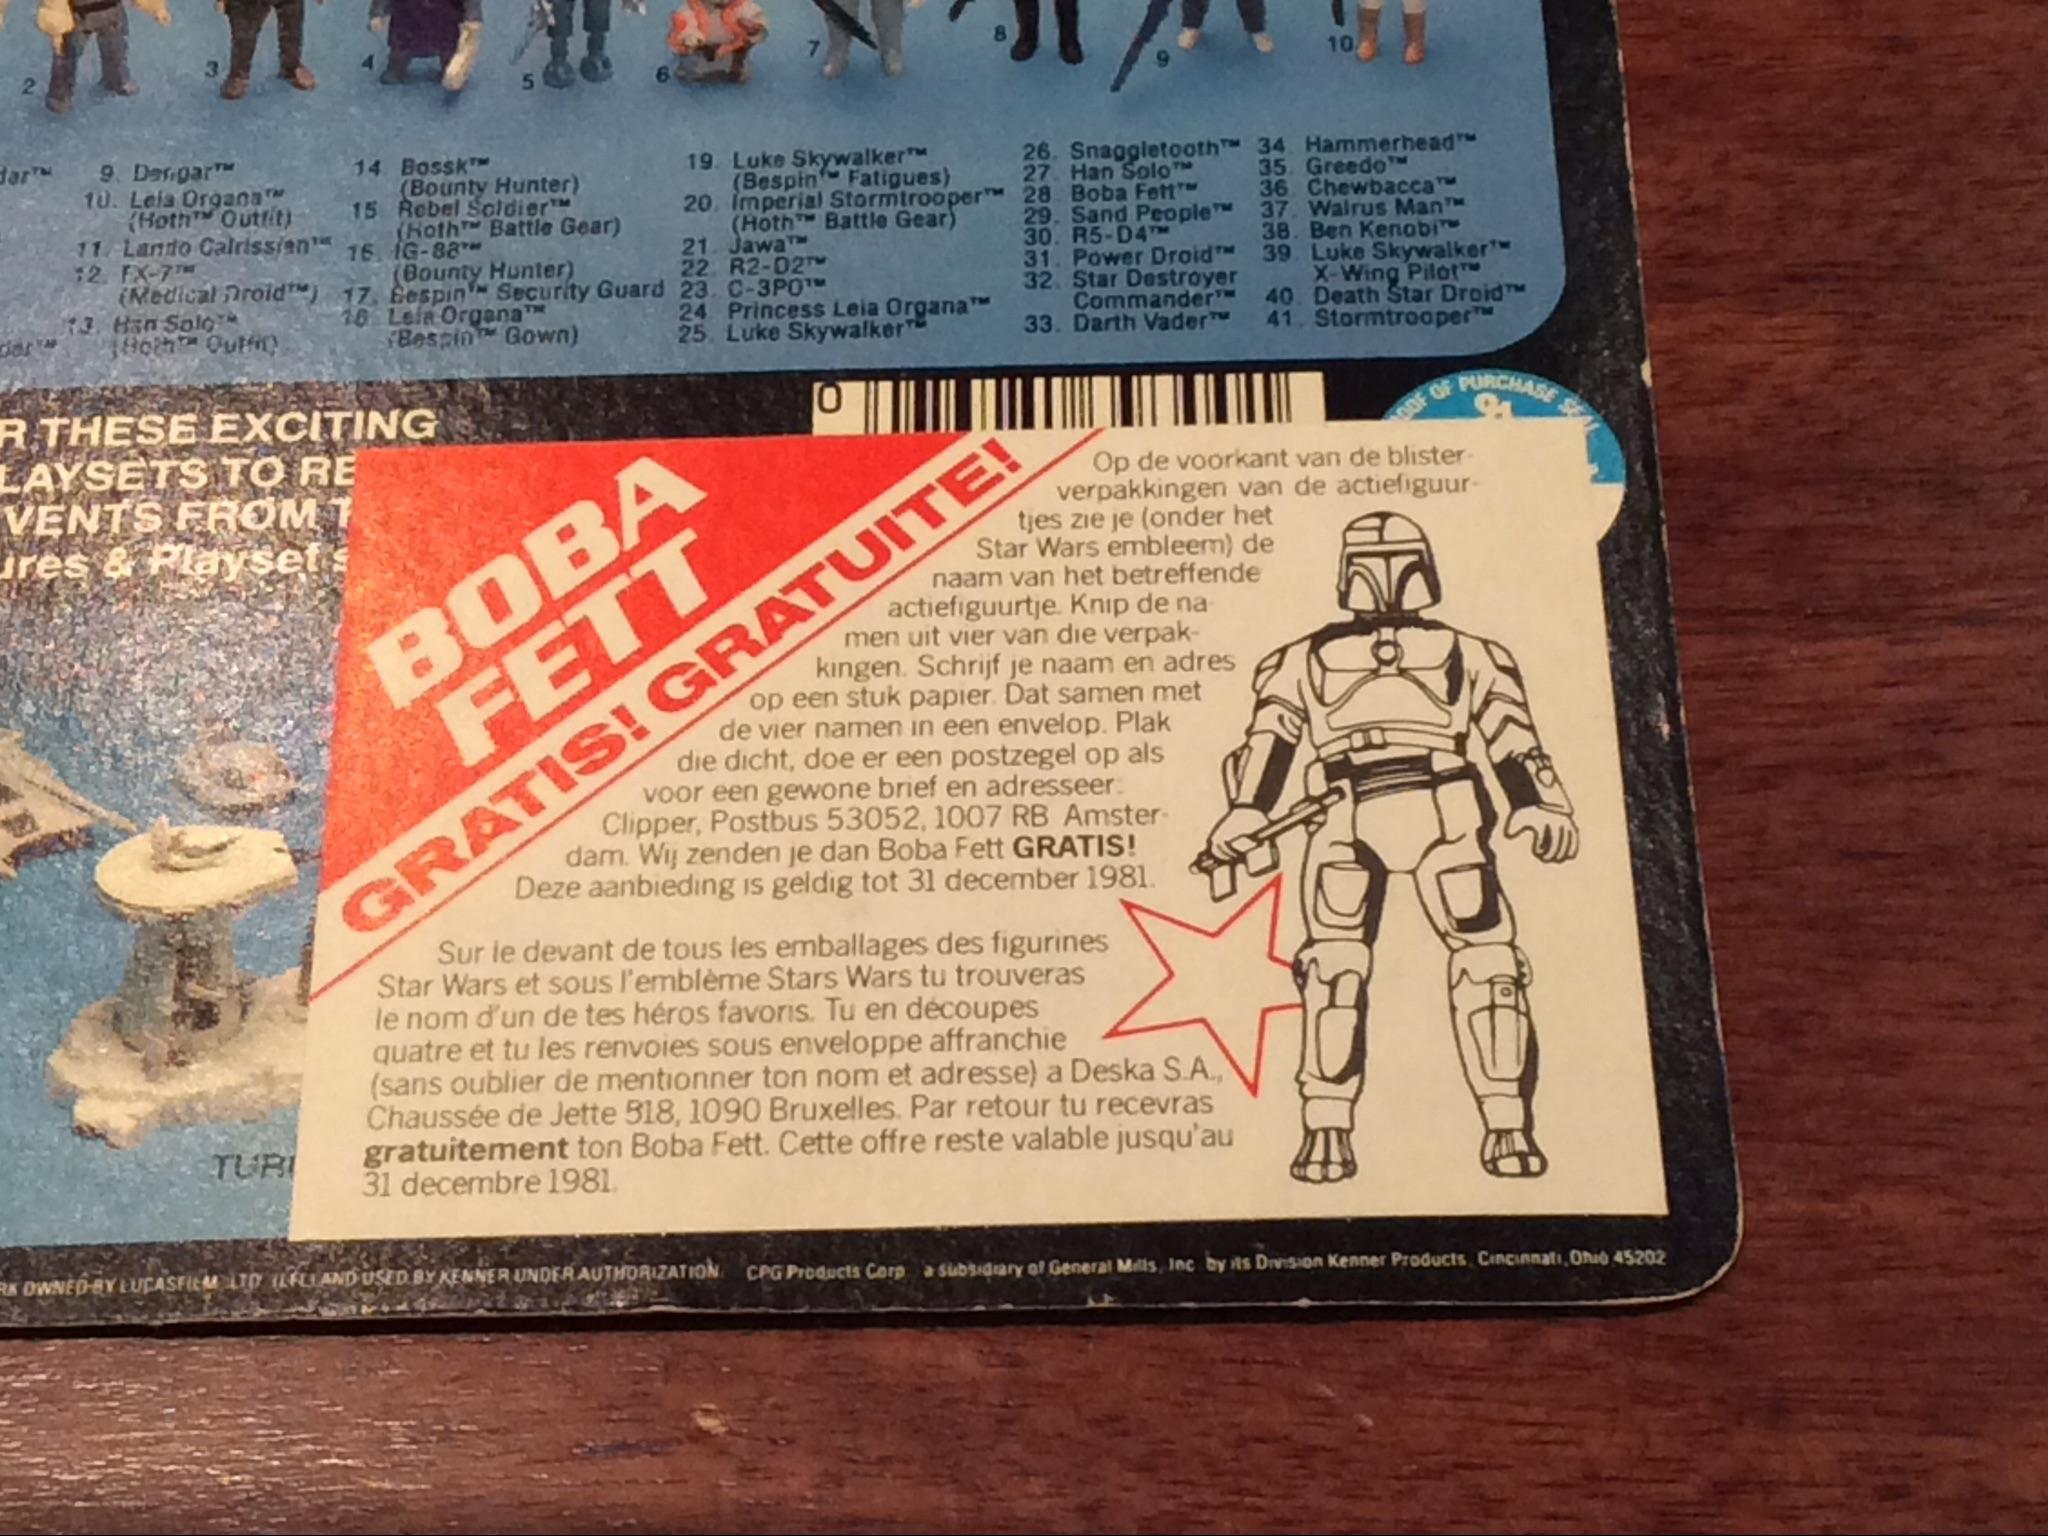 2
3
4
5
6
7
8
9
10
9. Dengar™
10. Leia Organa™
(Hoth™ Outfit)
11. Lando Calrissian™
12. FX-7™
(Medical Droid™)
13. Han Solo™
(Hoth™ Outfit)
14 Bossk™
(Bounty Hunter)
15 Rebel Soldier™
(Hoth™ Battle Gear)
16 IG-88™
(Bounty Hunter)
17. Bespin™ Security Guard
18 Leia Organa™
(Bespin™ Gown)
19. Luke Skywalker™
(Bespin™ Fatigues)
20. Imperial Stormtrooper™
(Hoth™ Battle Gear)
21. Jawa™
22. R2-D2™
23. C-3PO™
24 Princess Leia Organa™
25. Luke Skywalker™
26. Snaggletooth™
27. Han Solo™
28 Boba Fett™
29. Sand People™
30. R5-D4™
31. Power Droid™
32. Star Destroyer
Commander™
33. Darth Vader™
34. Hammerhead™
35. Greedo™
36 Chewbacca™
37. Walrus Man™
38. Ben Kenobi™
39 Luke Skywalker™
X-Wing Pilot™
40. Death Star Droid™
41. Stormtrooper™
R THESE EXCITING
LAYSETS TO RE
VENTS FROM T
ures & Playset s
0
OOF OF PURCHASE SEAL
BOBA
FETT
GRATIS! GRATUITE!
Op de voorkant van de blister-
verpakkingen van de actiefiguur-
tjes zie je (onder het
Star Wars embleem) de
naam van het betreffende
actiefiguurtje. Knip de na-
men uit vier van die verpak-
kingen. Schrijf je naam en adres
op een stuk papier. Dat samen met
de vier namen in een envelop. Plak
die dicht, doe er een postzegel op als
voor een gewone brief en adresseer:
Clipper, Postbus 53052, 1007 RB Amster-
dam. Wij zenden je dan Boba Fett GRATIS!
Deze aanbieding is geldig tot 31 december 1981.
Sur le devant de tous les emballages des figurines
Star Wars et sous l'emblème Stars Wars tu trouveras
le nom d'un de tes héros favoris. Tu en découpes
quatre et tu les renvoies sous enveloppe affranchie
(sans oublier de mentionner ton nom et adresse) a Deska S.A.,
Chaussée de Jette 518, 1090 Bruxelles. Par retour tu recevras
gratuitement ton Boba Fett. Cette offre reste valable jusqu'au
31 decembre 1981.
TURR
RK OWNED BY LUCASFILM LTD (LFL) AND USED BY KENNER UNDER AUTHORIZATION. CPG Products Corp a subsidiary of General Mills, Inc by its Division Kenner Products, Cincinnati, Ohio 45202